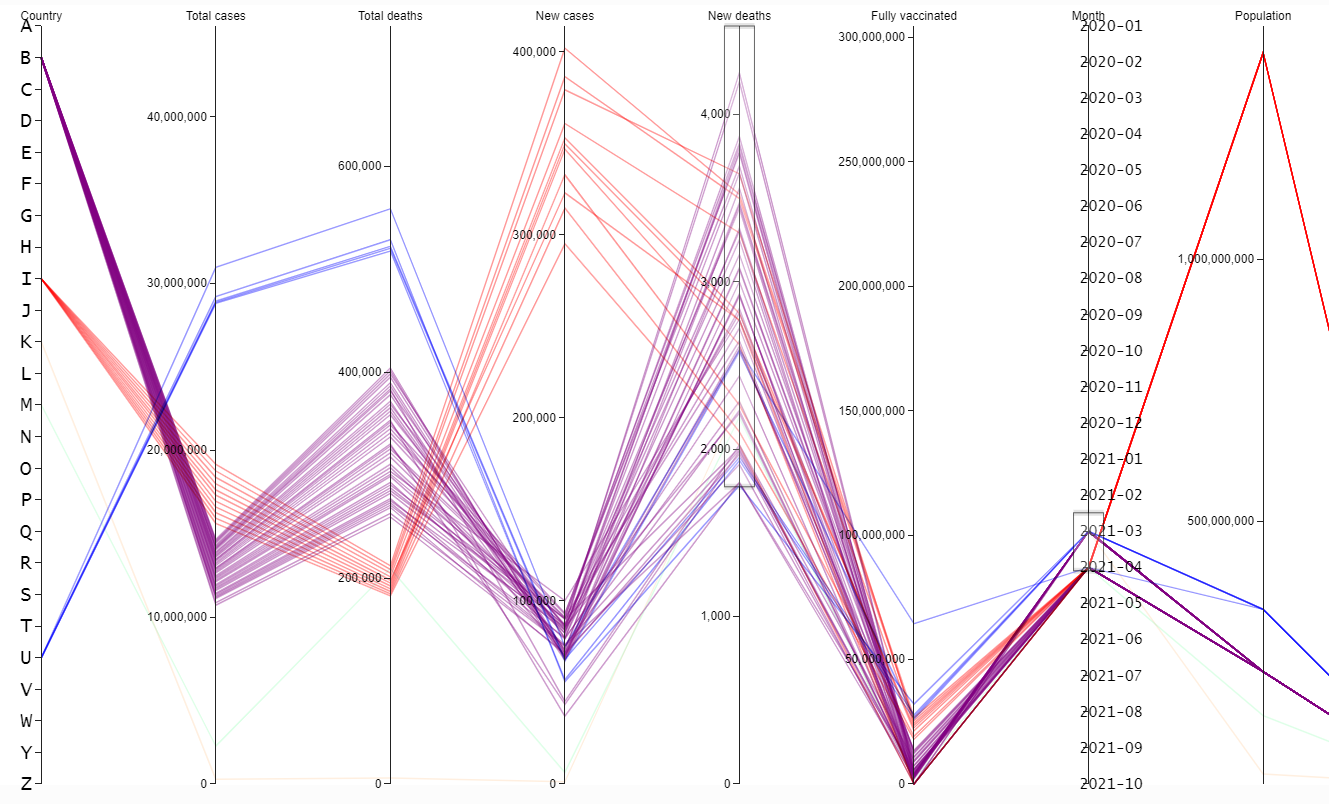 Country Total cases Total deaths New cases New deaths Fully vaccinated Month Population
A
B
C
D
E
F
G
H
I
J
K
L
M
N
O
P
Q
R
S
T
U
V
W
Y
Z
40,000,000
30,000,000
20,000,000
10,000,000
0
600,000
400,000
200,000
0
400,000
300,000
200,000
100,000
0
4,000
3,000
2,000
1,000
0
300,000,000
250,000,000
200,000,000
150,000,000
100,000,000
50,000,000
0
2020-01
2020-02
2020-03
2020-04
2020-05
2020-06
2020-07
2020-08
2020-09
2020-10
2020-11
2020-12
2021-01
2021-02
2021-03
2021-04
2021-05
2021-06
2021-07
2021-08
2021-09
2021-10
1,000,000,000
500,000,000